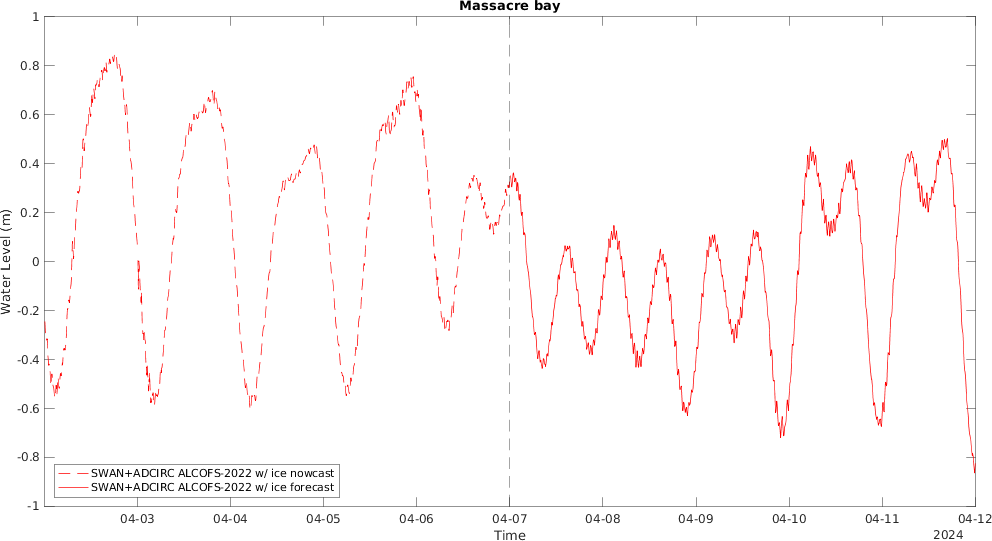 Massacre bay
1
0.8
0.6
0.4
0.2
0
-0.2
-0.4
-0.6
-0.8
-1
Water Level (m)
SWAN+ADCIRC ALCOFS-2022 w/ ice nowcast
SWAN+ADCIRC ALCOFS-2022 w/ ice forecast
04-03 04-04 04-05 04-06 04-07 04-08 04-09 04-10 04-11 04-12
Time
2024